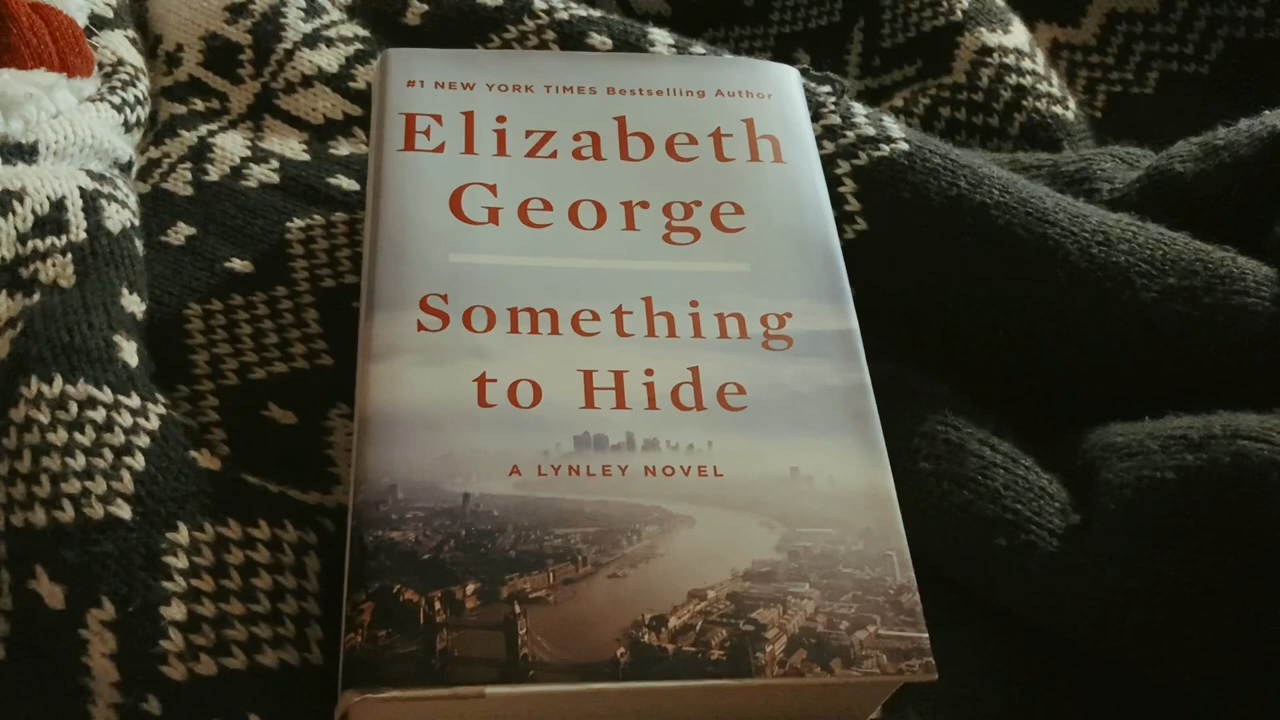 #1 NEW YORK TIMES Bestselling Author
Elizabeth
George
Something
to Hide
A LYNLEY NOVEL